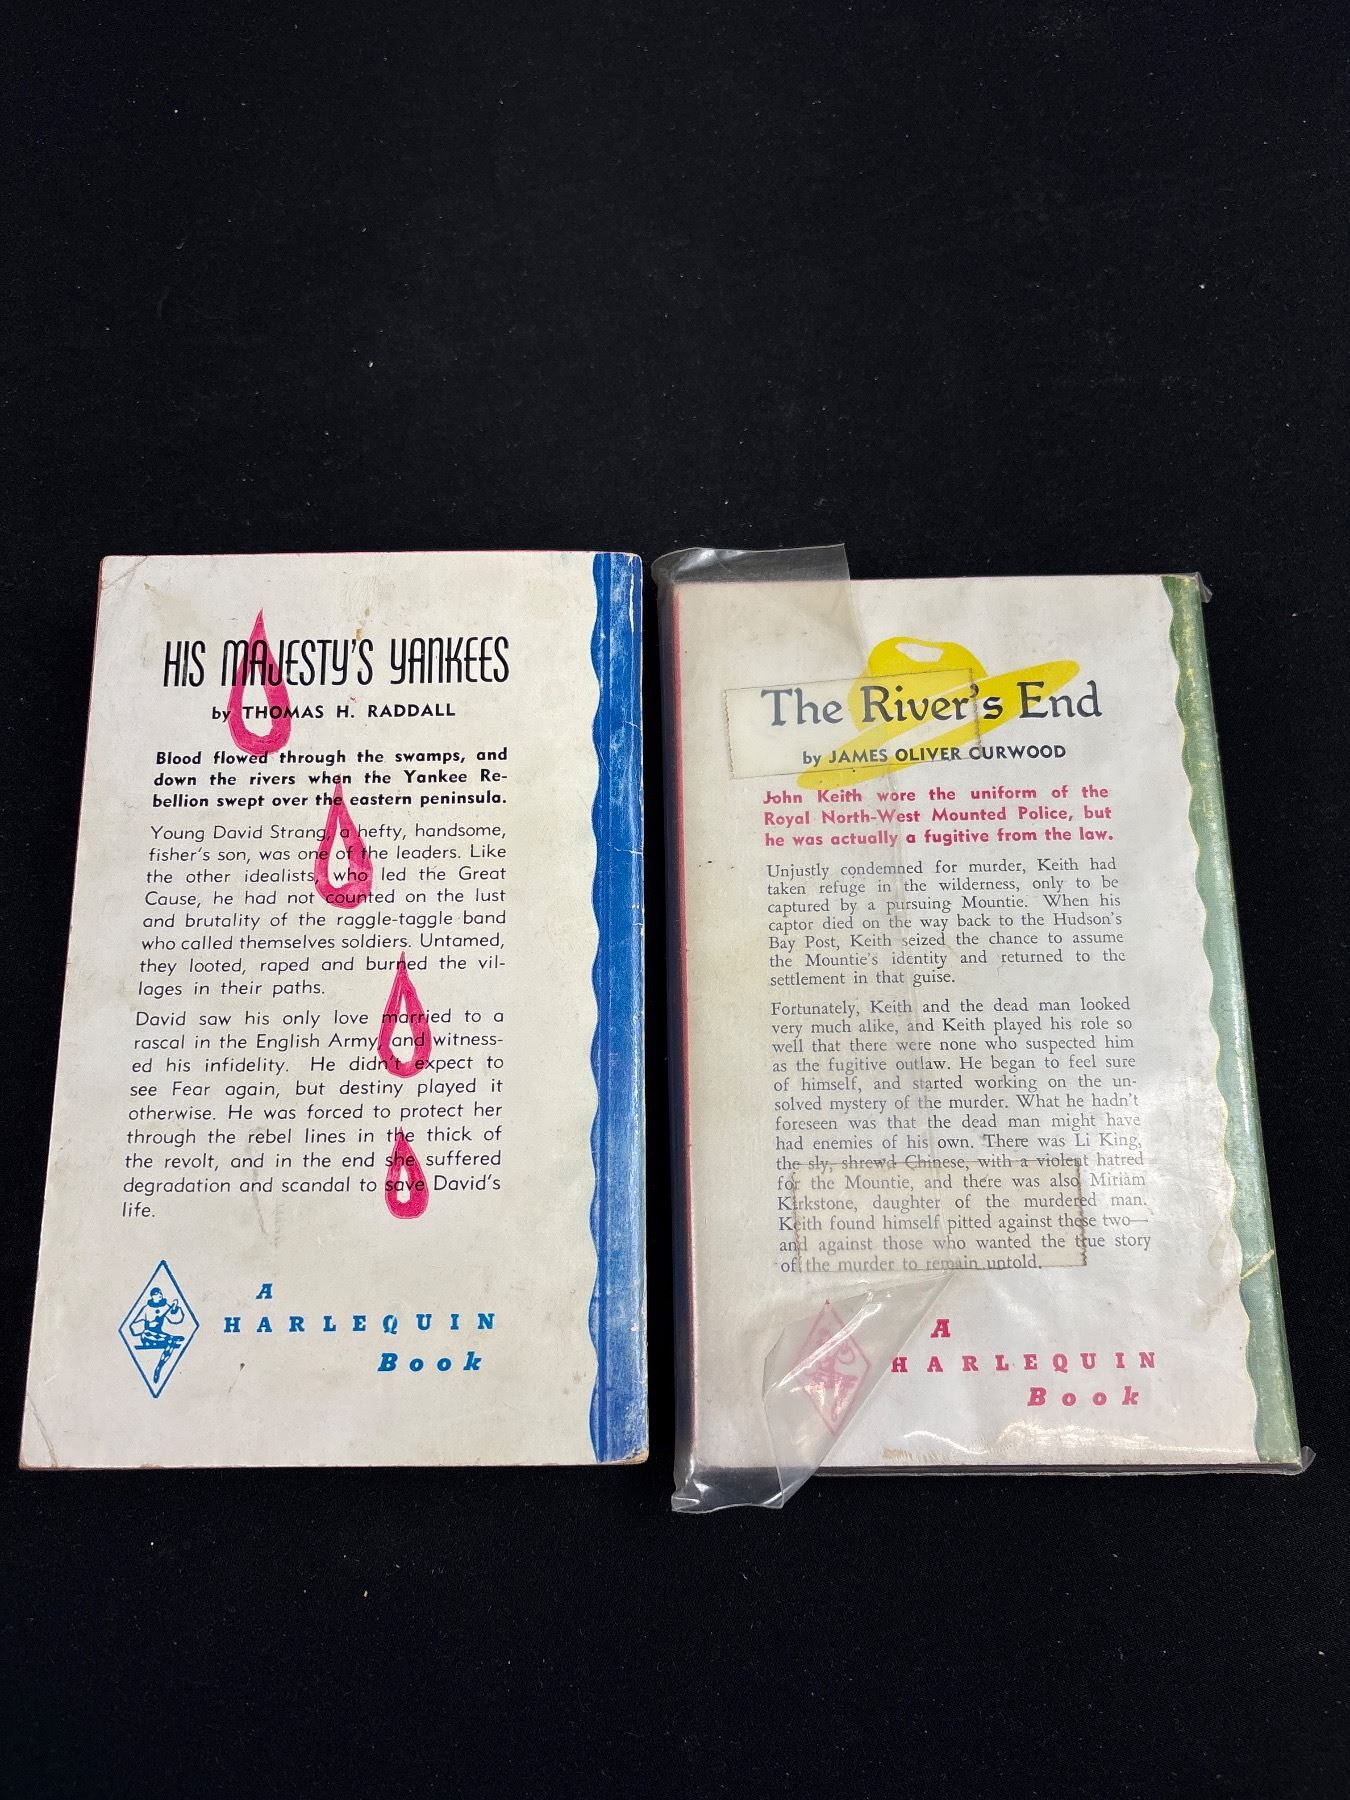 HIS MAJESTY'S YANKEES
by THOMAS H. RADDALL
Blood flowed through the swamps, and
down the rivers when the Yankee Re-
bellion swept over the eastern peninsula.
Young David Strang, a hefty, handsome,
fisher's son, was one of the leaders. Like
the other idealists, who led the Great
Cause, he had not counted on the lust
and brutality of the raggle-taggle band
who called themselves soldiers. Untamed,
they looted, raped and burned the vil-
lages in their paths.
David saw his only love married to a
rascal in the English Army, and witness-
ed his infidelity. He didn't expect to
see Fear again, but destiny played it
otherwise. He was forced to protect her
through the rebel lines in the thick of
the revolt, and in the end she suffered
degradation and scandal to save David's
life.
A
HARLEQUIN
Book
The River's End
by JAMES OLIVER CURWOOD
John Keith wore the uniform of the
Royal North-West Mounted Police, but
he was actually a fugitive from the law.
Unjustly condemned for murder, Keith had
taken refuge in the wilderness, only to be
captured by a pursuing Mountie. When his
captor died on the way back to the Hudson's
Bay Post, Keith seized the chance to assume
the Mountie's identity and returned to the
settlement in that guise.
Fortunately, Keith and the dead man looked
very much alike, and Keith played his role so
well that there were none who suspected him
as the fugitive outlaw. He began to feel sure
of himself, and started working on the un-
solved mystery of the murder. What he hadn't
foreseen was that the dead man might have
had enemies of his own. There was Li King,
the sly, shrewd Chinese, with a violent hatred
for the Mountie, and there was also Miriam
Kirkstone, daughter of the murdered man.
Keith found himself pitted against these two—
and against those who wanted the true story
of the murder to remain untold.
A
HARLEQUIN
Book